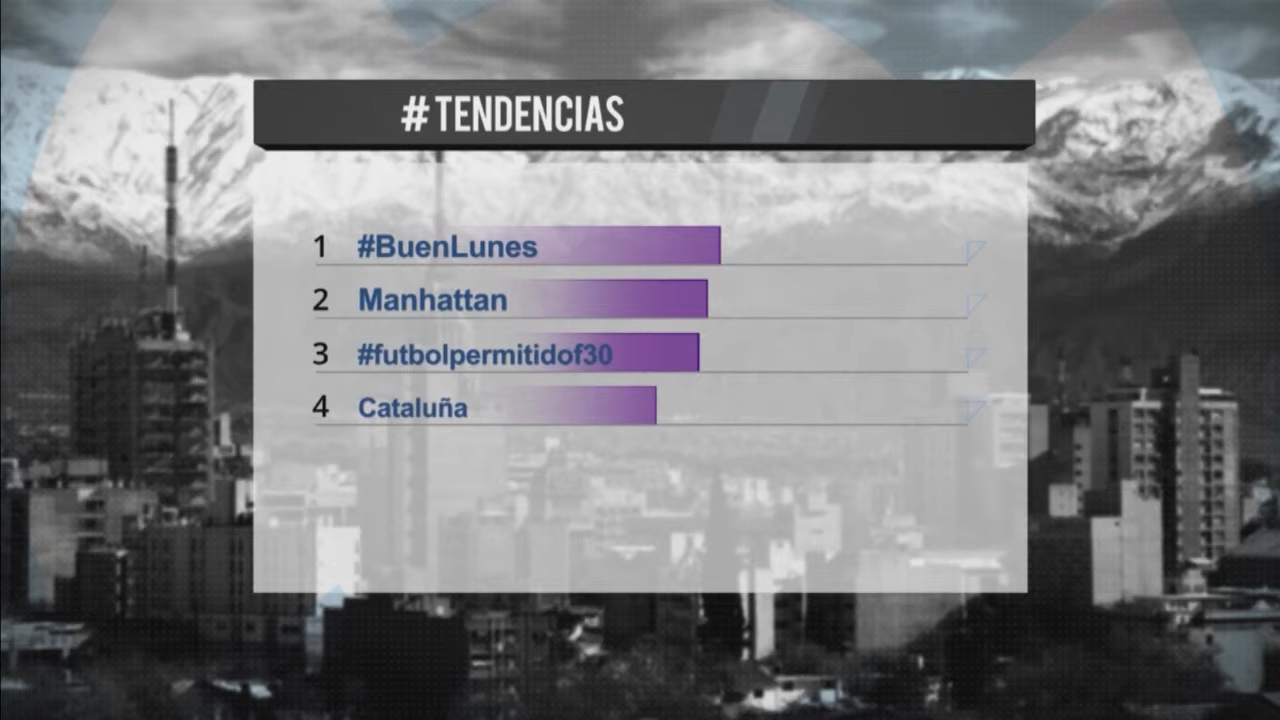 #TENDENCIAS
1 #BuenLunes
2 Manhattan
3 #futbolpermitidof30
4 Cataluña